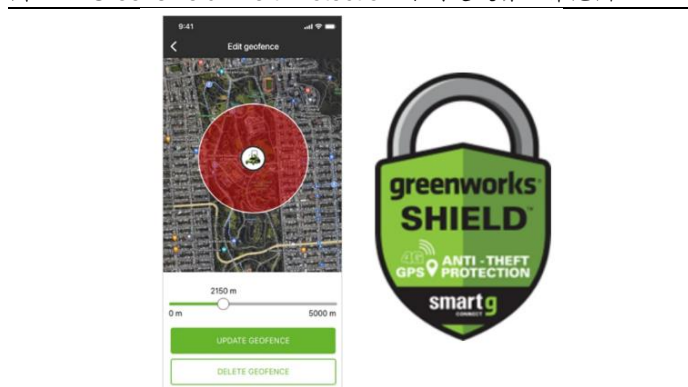 9:41
Edit geofence
2150 m
0 m
5000 m
UPDATE GEOFENCE
DELETE GEOFENCE
greenworks
SHIELD™
4G
GPS
ANTI - THEFT
PROTECTION
smart g
CONNECT